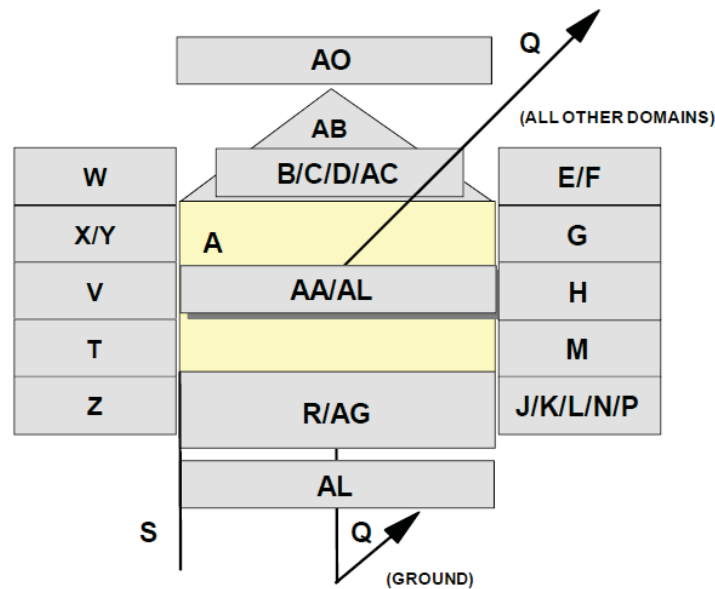 AO
Q
(ALL OTHER DOMAINS)
AB
W
B/C/D/AC
E/F
X/Y
A
G
V
AA/AL
H
T
M
Z
R/AG
J/K/L/N/P
AL
S
Q
(GROUND)